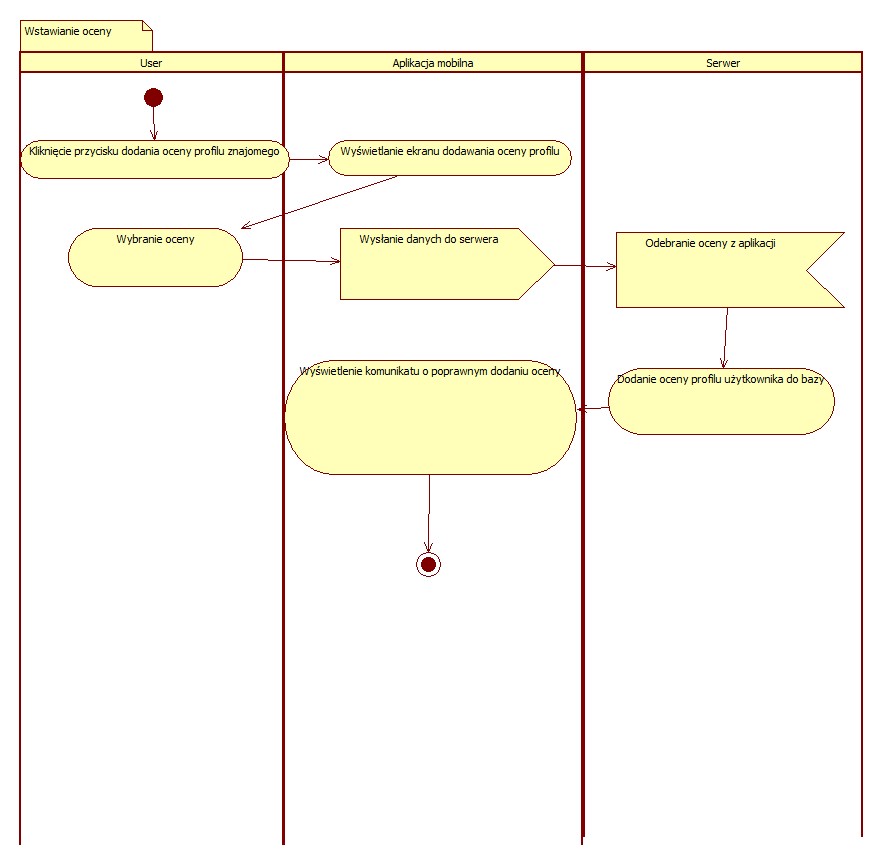 Wstawianie oceny
User
Aplikacja mobilna
Serwer
Kliknięcie przycisku dodania oceny profilu znajomego
Wyświetlanie ekranu dodawania oceny profilu
Wybranie oceny
Wysłanie danych do serwera
Odebranie oceny z aplikacji
Wyświetlenie komunikatu o poprawnym dodaniu oceny
Dodanie oceny profilu użytkownika do bazy